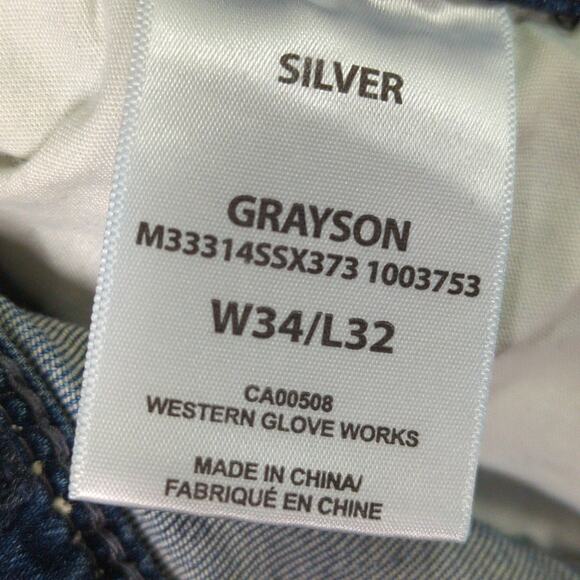 SILVER
GRAYSON
M33314SSX373 1003753
W34/L32
CA00508
WESTERN GLOVE WORKS
MADE IN CHINA/
FABRIQUÉ EN CHINE